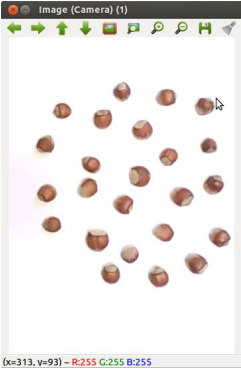 Image (Camera) (1)
(x=313, y=93) ~ R:255 G:255 B:255